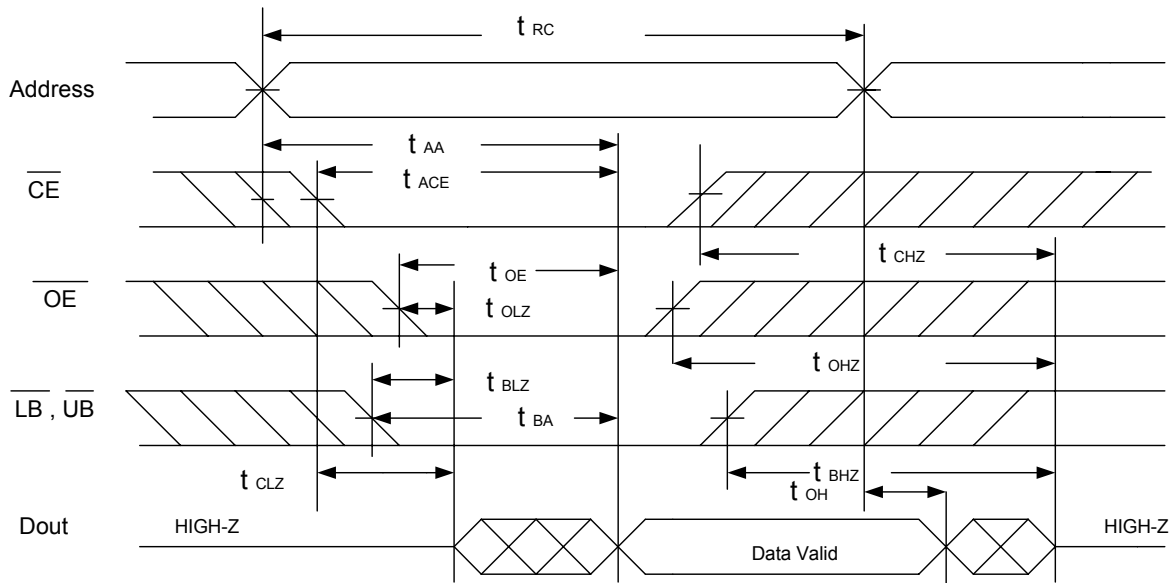 t RC
Address
t AA
CE
t ACE
t CHZ
OE
t OE
t OLZ
t OHZ
t BLZ
LB , UB
t BA
t CLZ
t BHZ
t OH
Dout
HIGH-Z
Data Valid
HIGH-Z